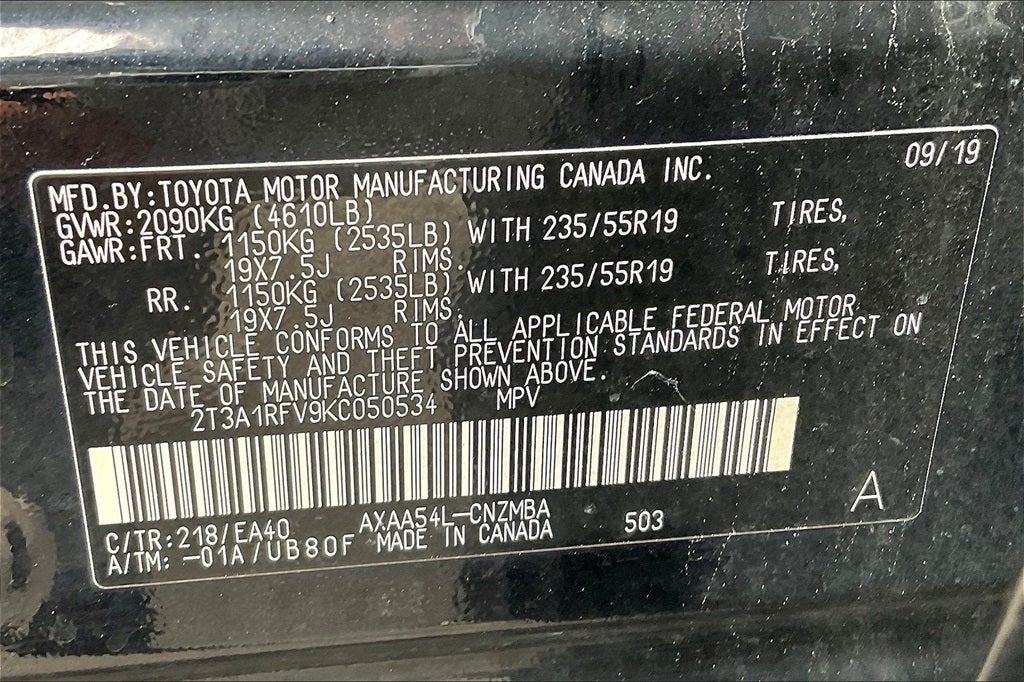 09/19
MFD.BY:TOYOTA MOTOR MANUFACTURING CANADA INC.
GVWR:2090KG (4610LB)
GAWR:FRT. 1150KG (2535LB) WITH 235/55R19 TIRES,
19X7.5J RIMS.
RR. 1150KG (2535LB) WITH 235/55R19 TIRES,
19X7.5J RIMS.
THIS VEHICLE CONFORMS TO ALL APPLICABLE FEDERAL MOTOR
VEHICLE SAFETY AND THEFT PREVENTION STANDARDS IN EFFECT ON
THE DATE OF MANUFACTURE SHOWN ABOVE.
2T3A1RFV9KC050534 MPV
A
C/TR:218/EA40 AXAA54L-CNZMBA 503
A/TM:-01A/UB80F MADE IN CANADA